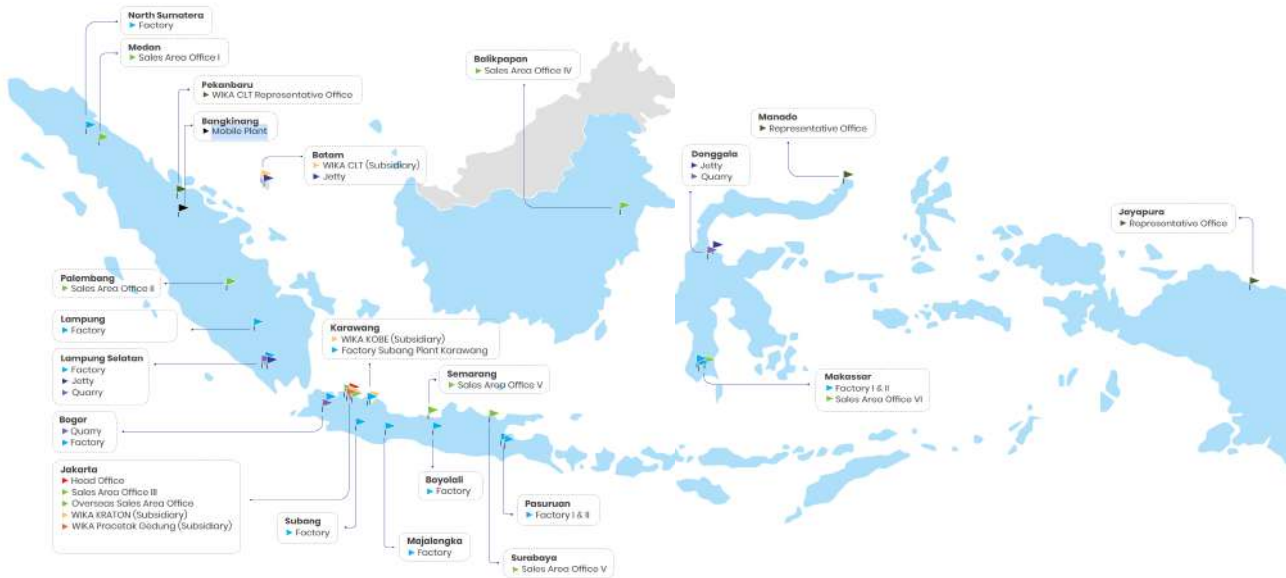 North Sumatera
Factory
Medan
Sales Area Office I
Pekanbaru
WIKA CLT Representative Office
Bangkinang
Mobile Plant
Batam
WIKA CLT (Subsidiary)
Jetty
Balikpapan
Sales Area Office IV
Manado
Representative Office
Donggala
Jetty
Quarry
Jayapura
Representative Office
Palembang
Sales Area Office II
Lampung
Factory
Lampung Selatan
Factory
Jetty
Quarry
Karawang
WIKA KOBE (Subsidiary)
Factory Subang Plant Karawang
Semarang
Sales Area Office V
Makassar
Factory I & II
Sales Area Office VI
Bogor
Quarry
Factory
Jakarta
Head Office
Sales Area Office III
Overseas Sales Area Office
WIKA KRATON (Subsidiary)
WIKA Pracetak Gedung (Subsidiary)
Subang
Factory
Majalengka
Factory
Boyolali
Factory
Pasuruan
Factory I & II
Surabaya
Sales Area Office V